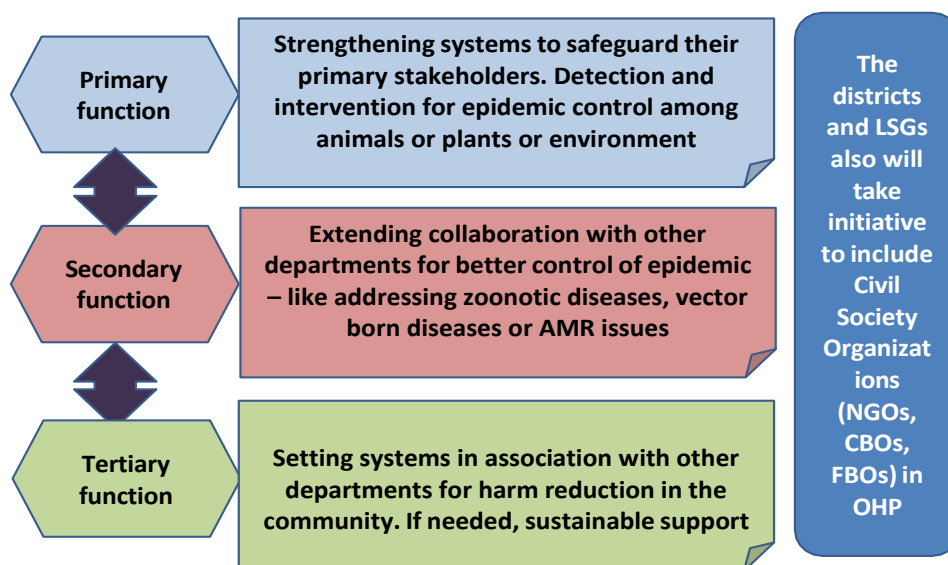 Primary
function
Strengthening systems to safeguard their
primary stakeholders. Detection and
intervention for epidemic control among
animals or plants or environment
Secondary
function
Extending collaboration with other
departments for better control of epidemic
– like addressing zoonotic diseases, vector
born diseases or AMR issues
Tertiary
function
Setting systems in association with other
departments for harm reduction in the
community. If needed, sustainable support
The
districts
and LSGs
also will
take
initiative
to include
Civil
Society
Organizat
ions
(NGOs,
CBOs,
FBOs) in
OHP